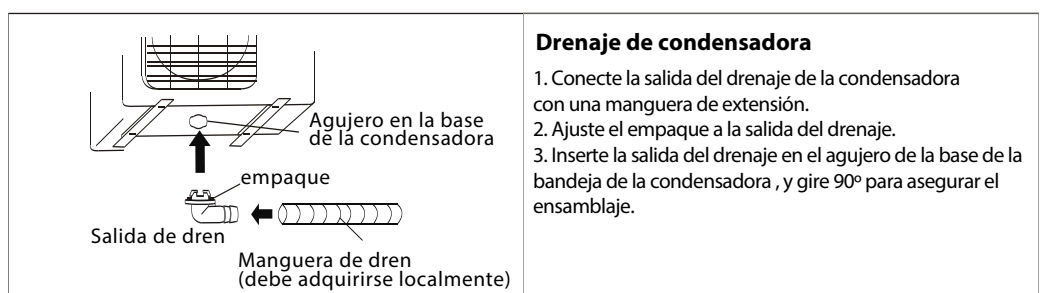 Agujero en la base
de la condensadora
empaque
Salida de dren
Manguera de dren
(debe adquirirse localmente)
Drenaje de condensadora
1. Conecte la salida del drenaje de la condensadora
con una manguera de extensión.
2. Ajuste el empaque a la salida del drenaje.
3. Inserte la salida del drenaje en el agujero de la base de la
bandeja de la condensadora , y gire 90º para asegurar el
ensamblaje.